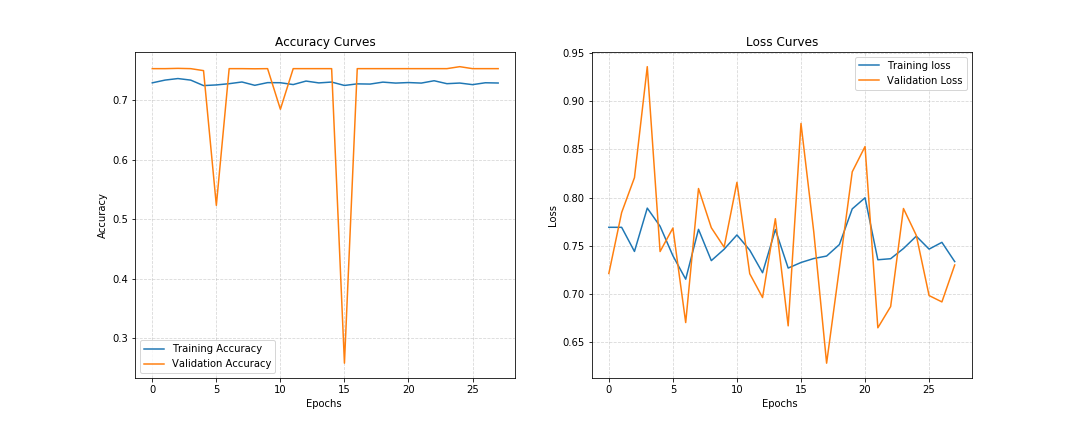 Accuracy Curves
0.7
0.6
0.5
0.4
0.3
Accuracy
Training Accuracy
Validation Accuracy
0
5
10
15
20
25
Epochs
Loss Curves
0.95
0.90
0.85
0.80
0.75
0.70
0.65
Loss
Training loss
Validation Loss
0
5
10
15
20
25
Epochs